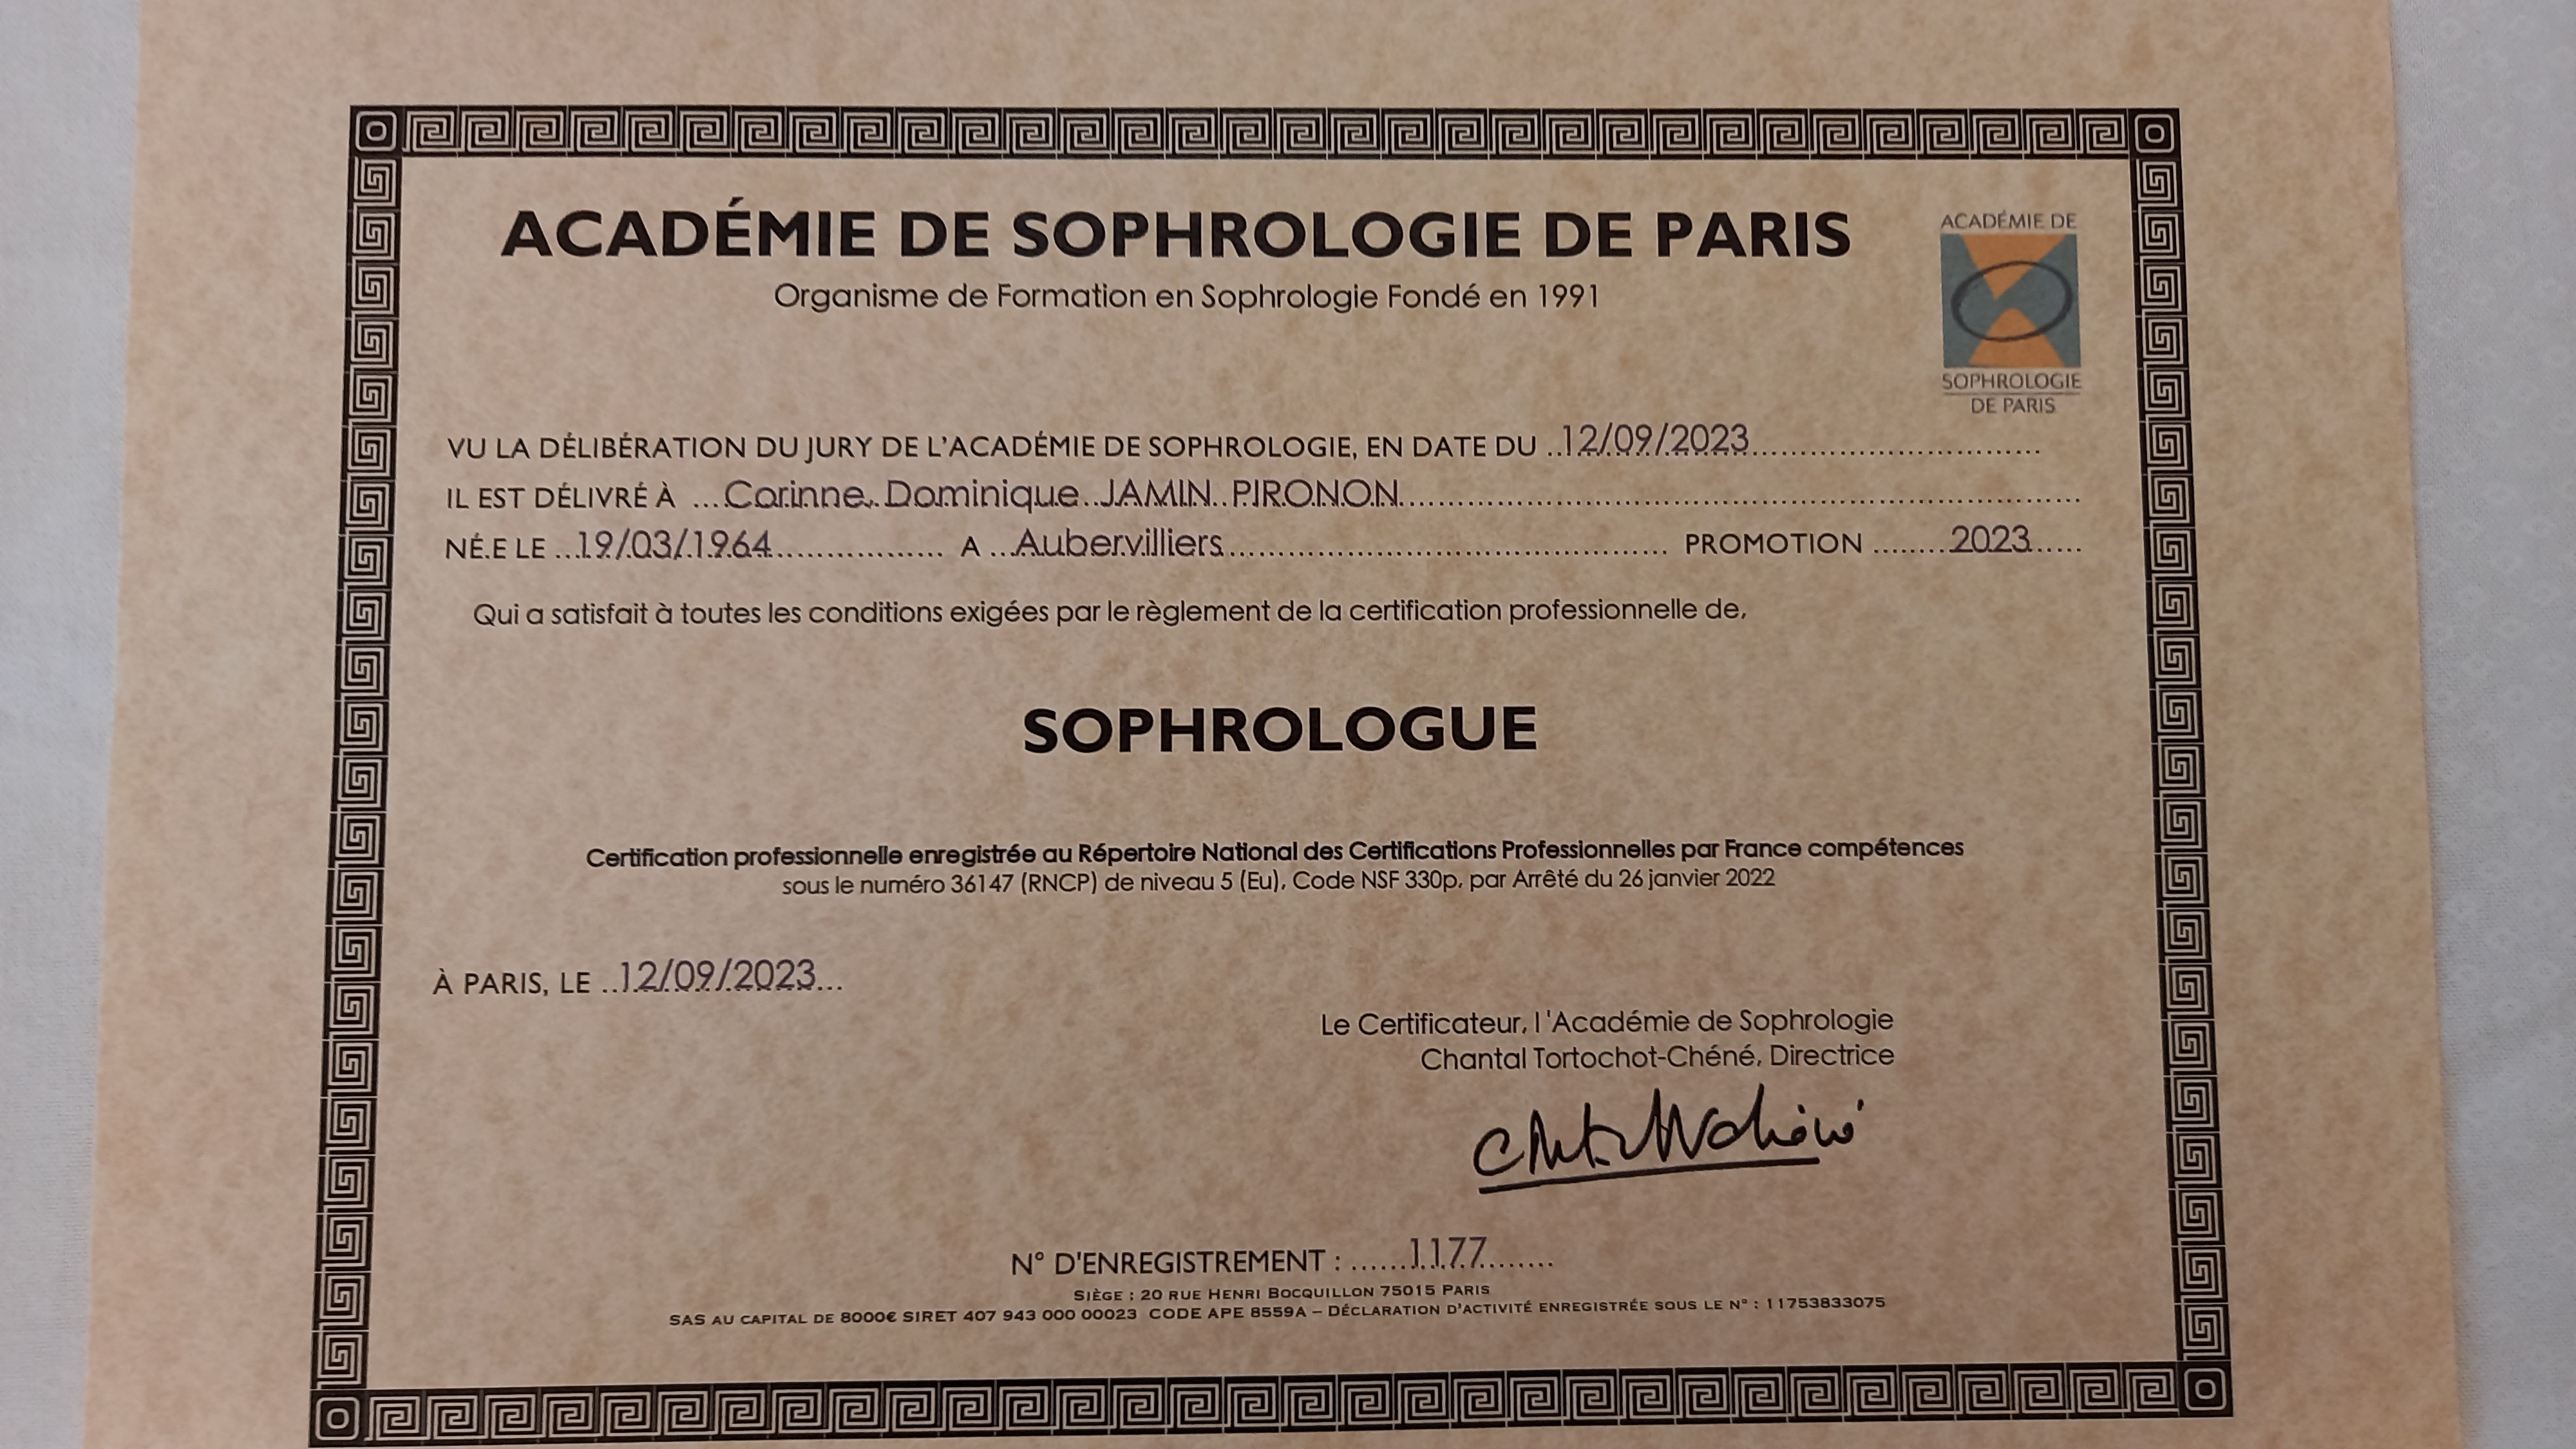 ACADÉMIE DE SOPHROLOGIE DE PARIS
Organisme de Formation en Sophrologie Fondé en 1991
ACADÉMIE DE
SOPHROLOGIE
DE PARIS
VU LA DÉLIBÉRATION DU JURY DE L'ACADÉMIE DE SOPHROLOGIE, EN DATE DU ..12/09/2023................................
IL EST DÉLIVRÉ À ...Corinne, Dominique JAMIN PIRONON................................
NÉ.E LE ...19/03/1964................. A ...Aubervilliers................................ PROMOTION ........2023.....
Qui a satisfait à toutes les conditions exigées par le règlement de la certification professionnelle de,
SOPHROLOGUE
Certification professionnelle enregistrée au Répertoire National des Certifications Professionnelles par France compétences
sous le numéro 36147 (RNCP) de niveau 5 (Eu), Code NSF 330p, par Arrêté du 26 janvier 2022
À PARIS, LE ..12/09/2023...
Le Certificateur, l 'Académie de Sophrologie
Chantal Tortochot-Chéné, Directrice
N° D'ENREGISTREMENT : ......1177........
SIÈGE : 20 RUE HENRI BOCQUILLON 75015 PARIS
SAS AU CAPITAL DE 8000€ SIRET 407 943 000 00023 CODE APE 8559A – DÉCLARATION D'ACTIVITÉ ENREGISTRÉE SOUS LE N° : 11753833075